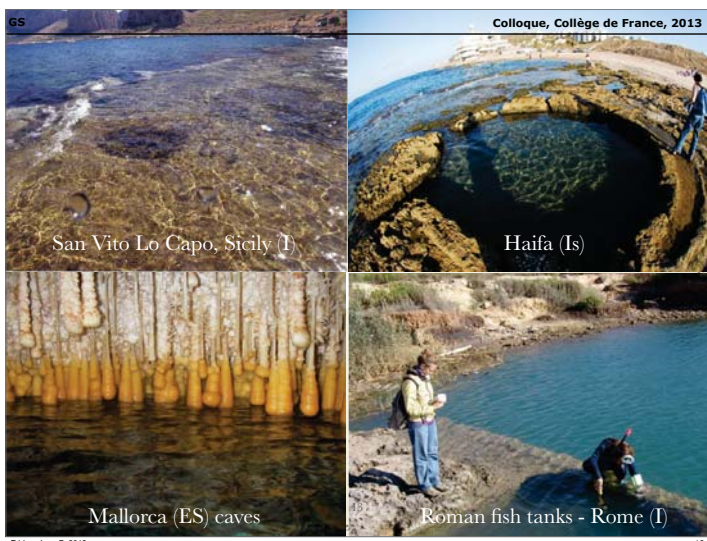 GS
Colloque, Collège de France, 2013
San Vito Lo Capo, Sicily (I)
Haifa (Is)
Mallorca (ES) caves
43
Roman fish tanks - Rome (I)